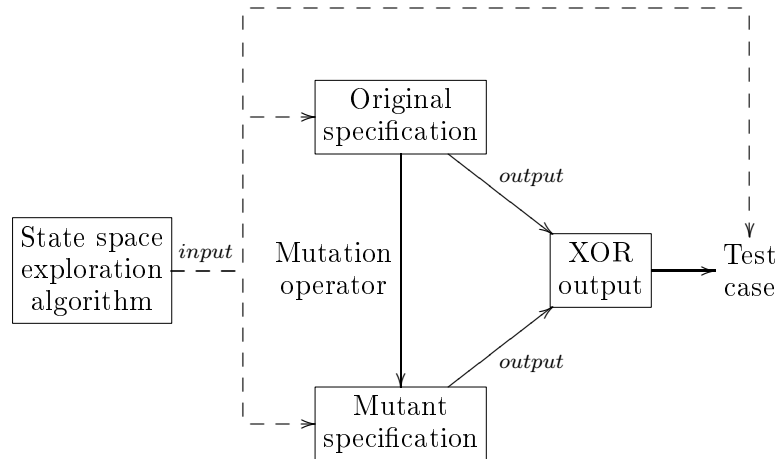 Original
specification
output
State space
exploration
algorithm
input
Mutation
operator
XOR
output
Test
case
output
Mutant
specification